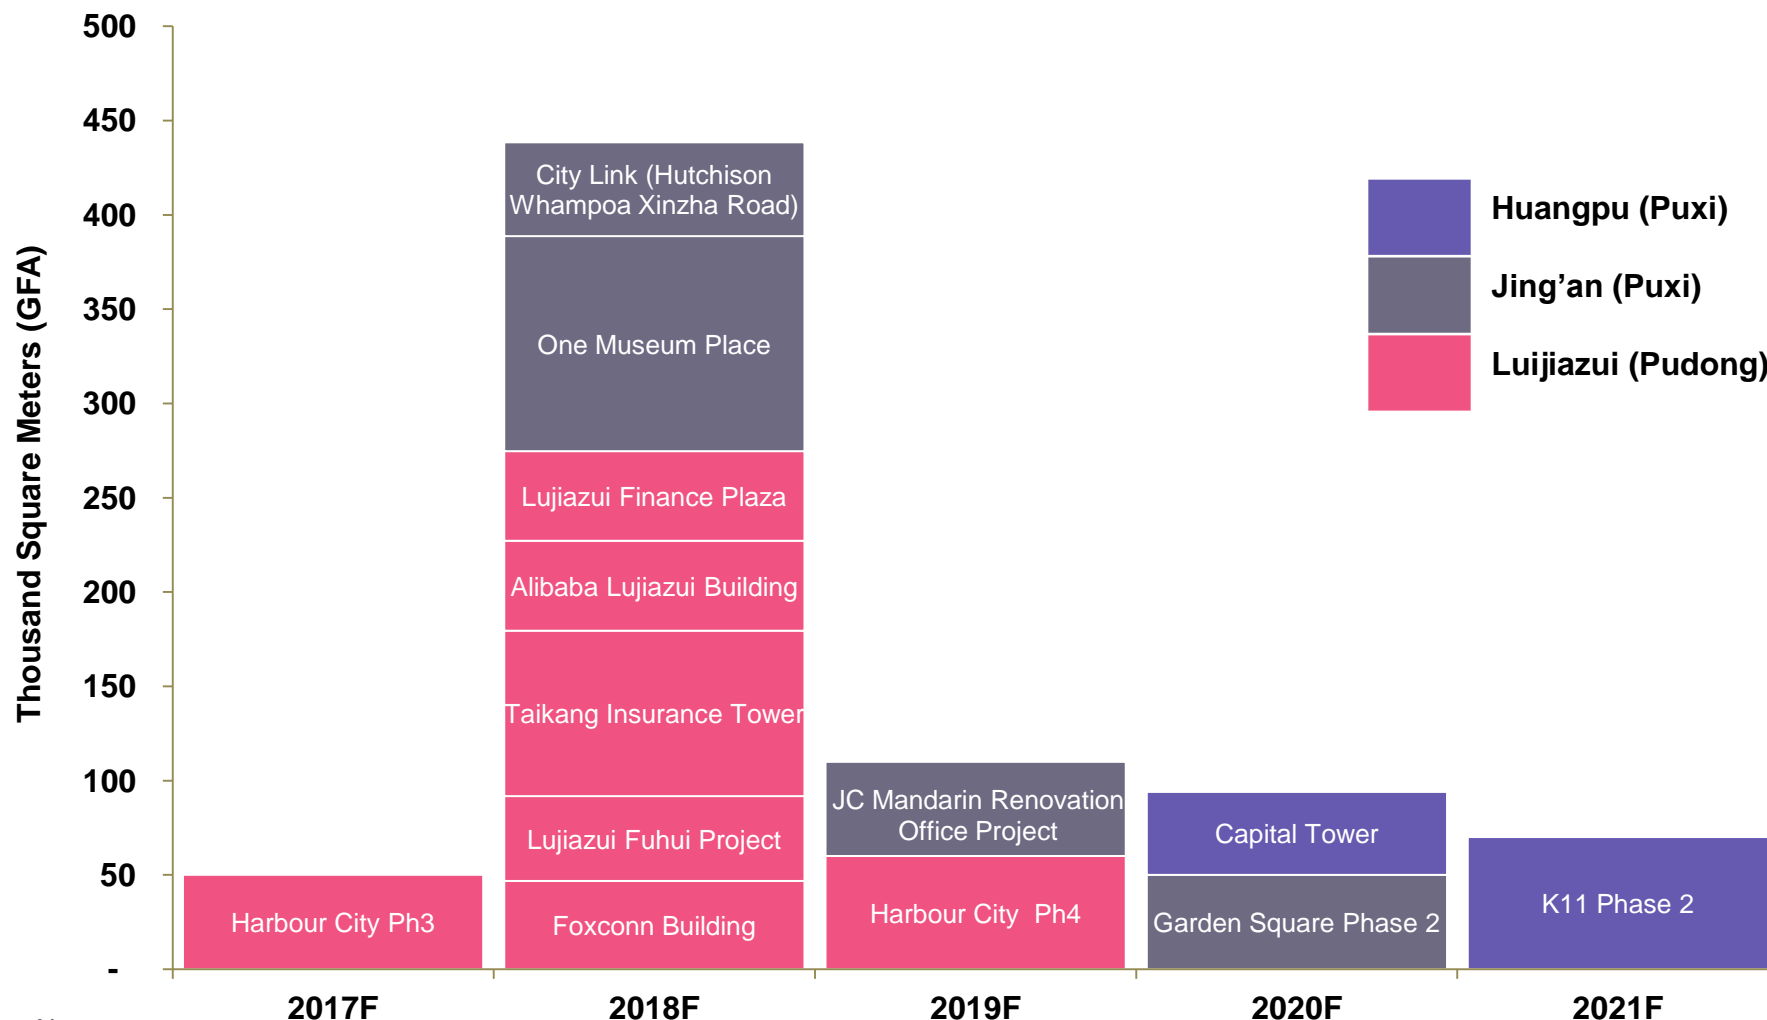 Thousand Square Meters (GFA)
500
450
400
350
300
250
200
150
100
50
-
Harbour City Ph3
City Link (Hutchison
Whampoa Xinzha Road)
One Museum Place
Lujiazui Finance Plaza
Alibaba Lujiazui Building
Taikang Insurance Tower
Lujiazui Fuhui Project
Foxconn Building
JC Mandarin Renovation
Office Project
Harbour City Ph4
Capital Tower
Garden Square Phase 2
K11 Phase 2
Huangpu (Puxi)
Jing’an (Puxi)
Luijiazui (Pudong)
2017F
2018F
2019F
2020F
2021F